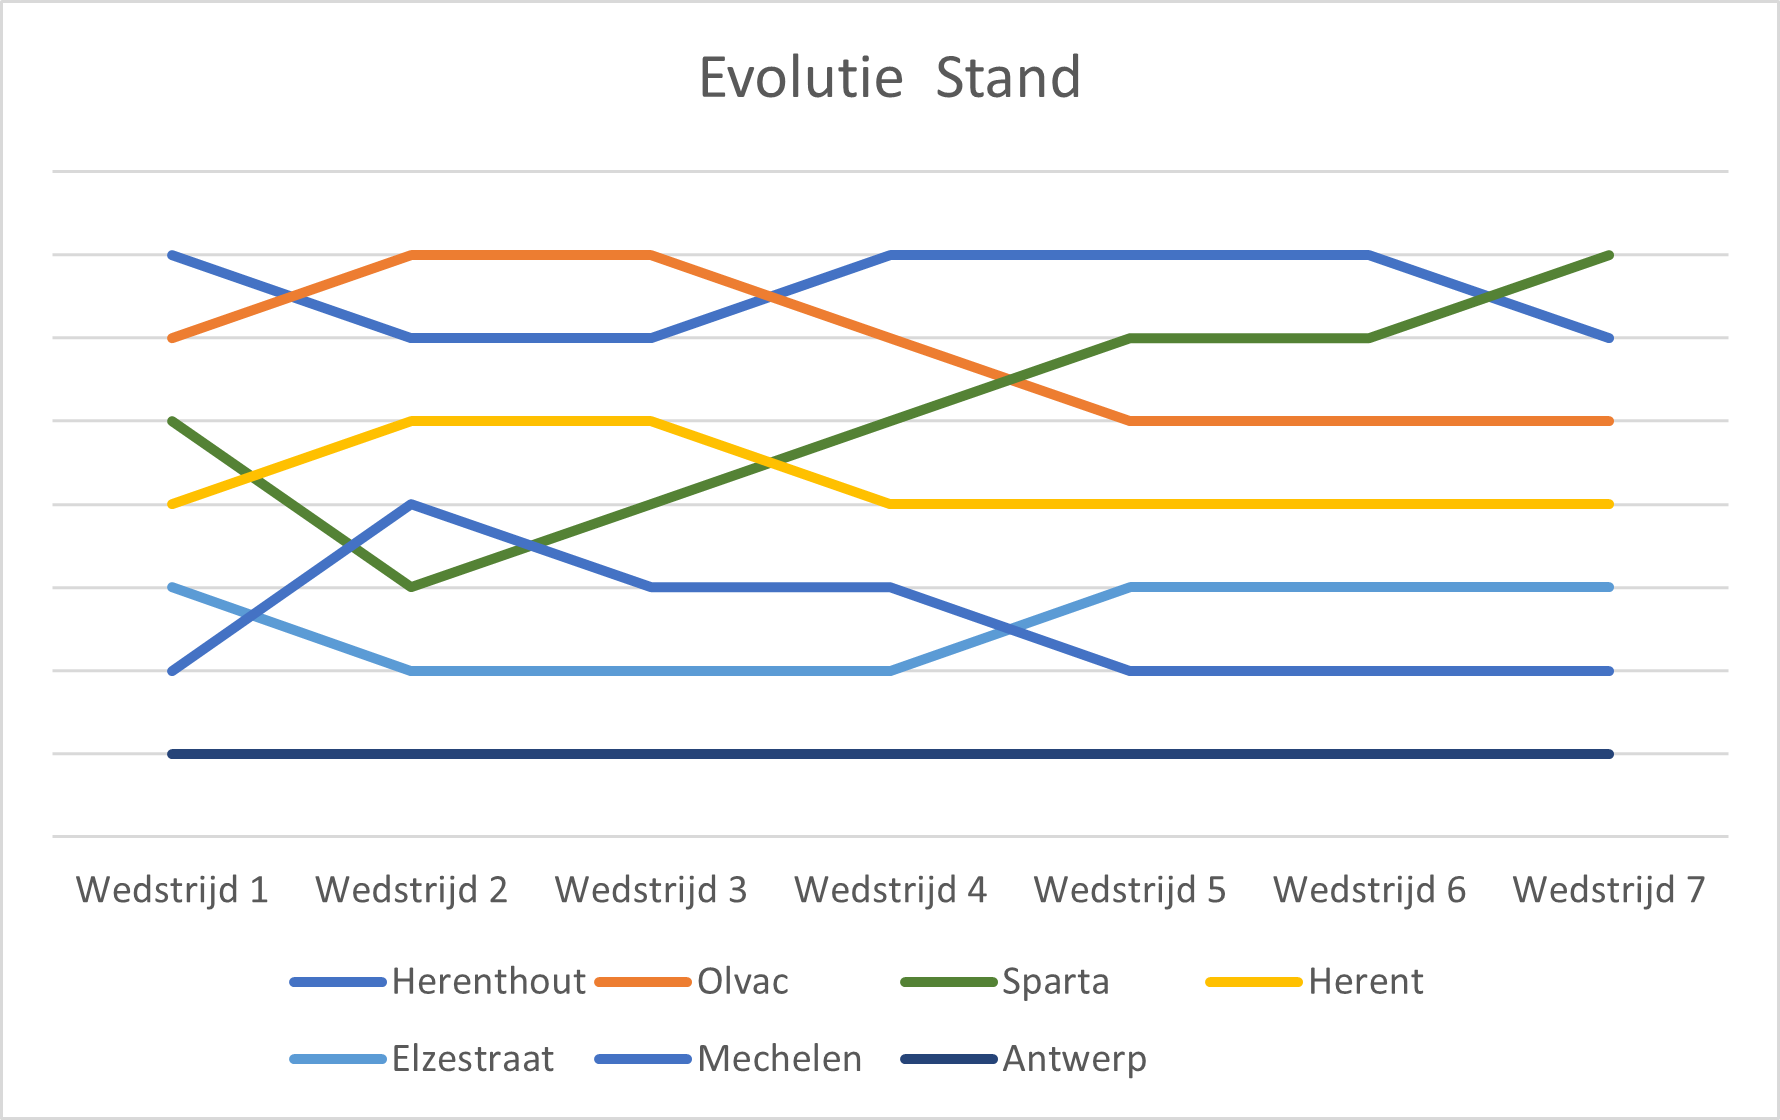 Evolutie  Stand
Wedstrijd 1 Wedstrijd 2 Wedstrijd 3 Wedstrijd 4 Wedstrijd 5 Wedstrijd 6 Wedstrijd 7
Herenthout Olvac Sparta Herent
Elzestraat Mechelen Antwerp